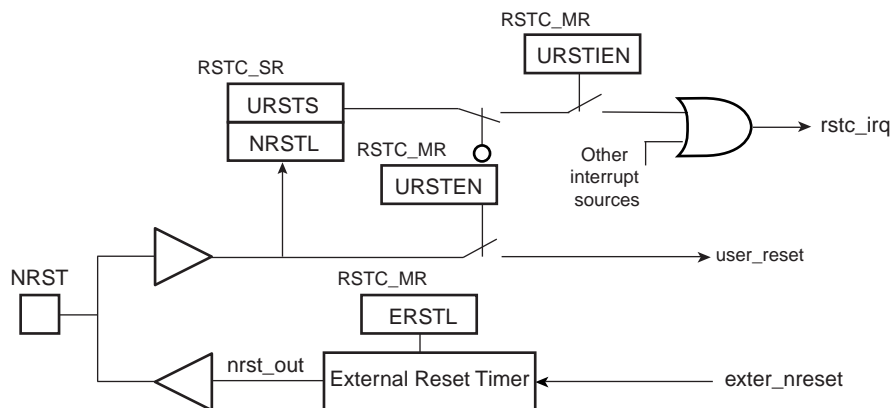 RSTC_MR
URSTIEN
RSTC_SR
URSTS
NRSTL
RSTC_MR
URSTEN
rstc_irq
Other
interrupt
sources
user_reset
NRST
RSTC_MR
ERSTL
nrst_out
External Reset Timer
exter_nreset